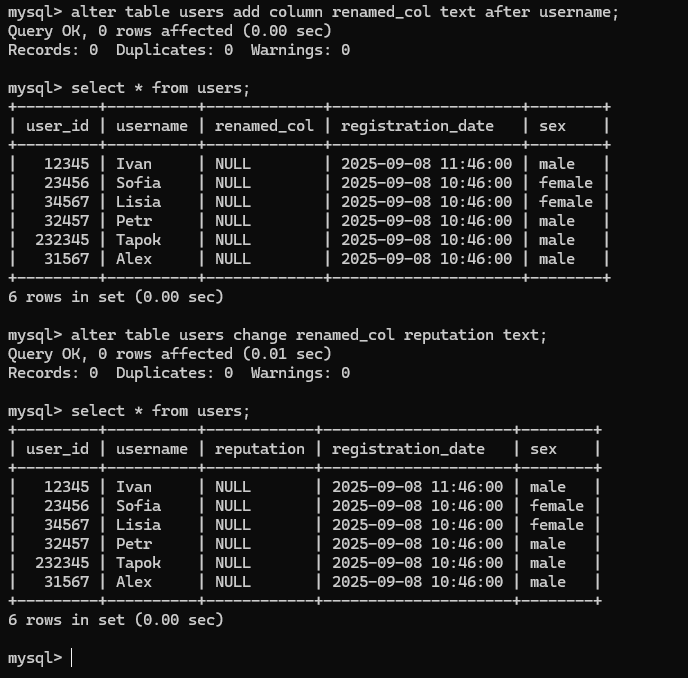 mysql> alter table users add column renamed_col text after username;
Query OK, 0 rows affected (0.00 sec)
Records: 0  Duplicates: 0  Warnings: 0

mysql> select * from users;
+---------+----------+-------------+---------------------+--------+
| user_id | username | renamed_col | registration_date   | sex    |
+---------+----------+-------------+---------------------+--------+
|   12345 | Ivan     | NULL        | 2025-09-08 11:46:00 | male   |
|   23456 | Sofia    | NULL        | 2025-09-08 10:46:00 | female |
|   34567 | Lisia    | NULL        | 2025-09-08 10:46:00 | female |
|   32457 | Petr     | NULL        | 2025-09-08 10:46:00 | male   |
|  232345 | Tapok    | NULL        | 2025-09-08 10:46:00 | male   |
|   31567 | Alex     | NULL        | 2025-09-08 10:46:00 | male   |
+---------+----------+-------------+---------------------+--------+
6 rows in set (0.00 sec)

mysql> alter table users change renamed_col reputation text;
Query OK, 0 rows affected (0.01 sec)
Records: 0  Duplicates: 0  Warnings: 0

mysql> select * from users;
+---------+----------+------------+---------------------+--------+
| user_id | username | reputation | registration_date   | sex    |
+---------+----------+------------+---------------------+--------+
|   12345 | Ivan     | NULL       | 2025-09-08 11:46:00 | male   |
|   23456 | Sofia    | NULL       | 2025-09-08 10:46:00 | female |
|   34567 | Lisia    | NULL       | 2025-09-08 10:46:00 | female |
|   32457 | Petr     | NULL       | 2025-09-08 10:46:00 | male   |
|  232345 | Tapok    | NULL       | 2025-09-08 10:46:00 | male   |
|   31567 | Alex     | NULL       | 2025-09-08 10:46:00 | male   |
+---------+----------+------------+---------------------+--------+
6 rows in set (0.00 sec)

mysql>